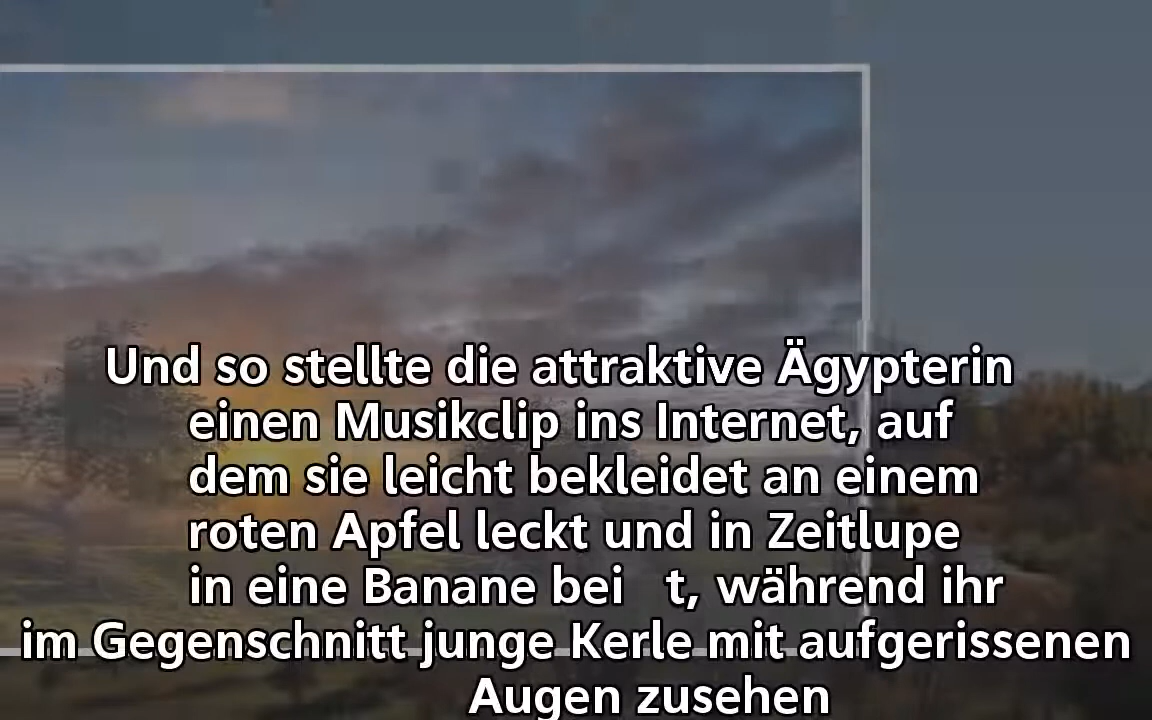 Und so stellte die attraktive Ägypterin
einen Musikclip ins Internet, auf
dem sie leicht bekleidet an einem
roten Apfel leckt und in Zeitlupe
in eine Banane bei t, während ihr
im Gegenschnitt junge Kerle mit aufgerissenen
Augen zusehen